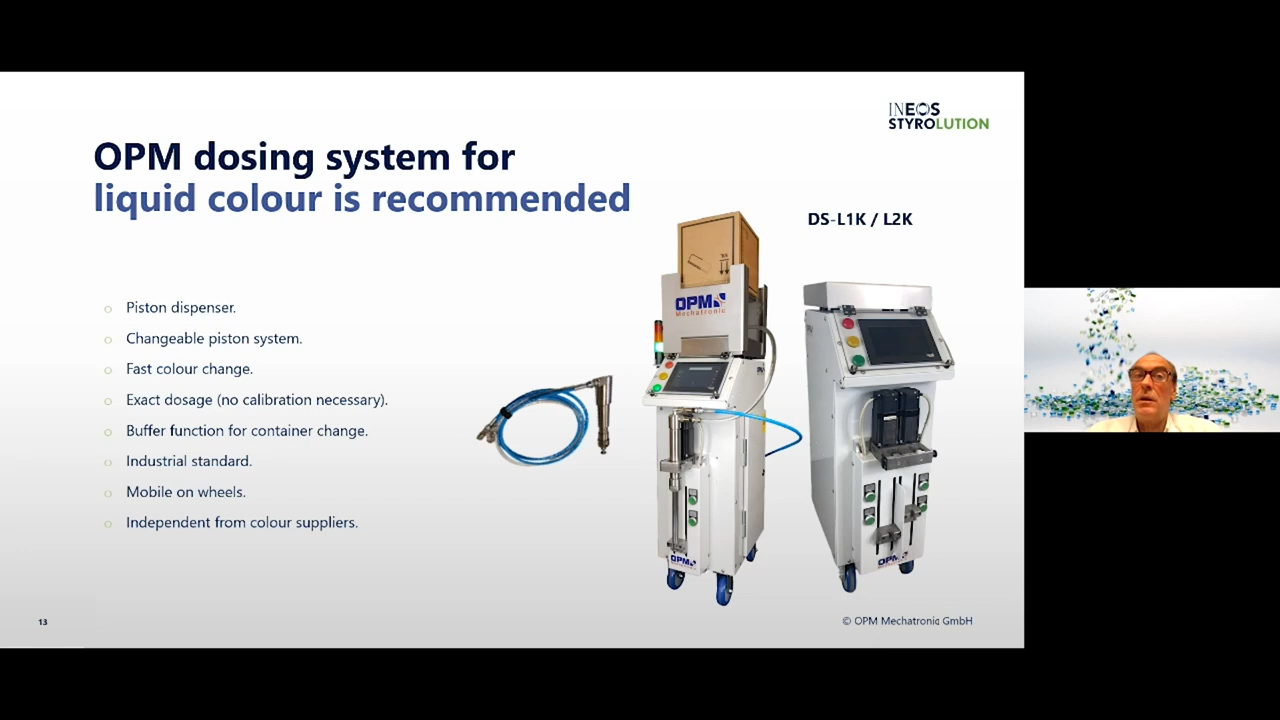 INEOS
STYROLUTION
OPM dosing system for
liquid colour is recommended
DS-L1K / L2K
Piston dispenser.
Changeable piston system.
Fast colour change.
Exact dosage (no calibration necessary).
Buffer function for container change.
Industrial standard.
Mobile on wheels.
Independent from colour suppliers.
OPM
Mechatronic
OPM
OPM
13
© OPM Mechatronic GmbH